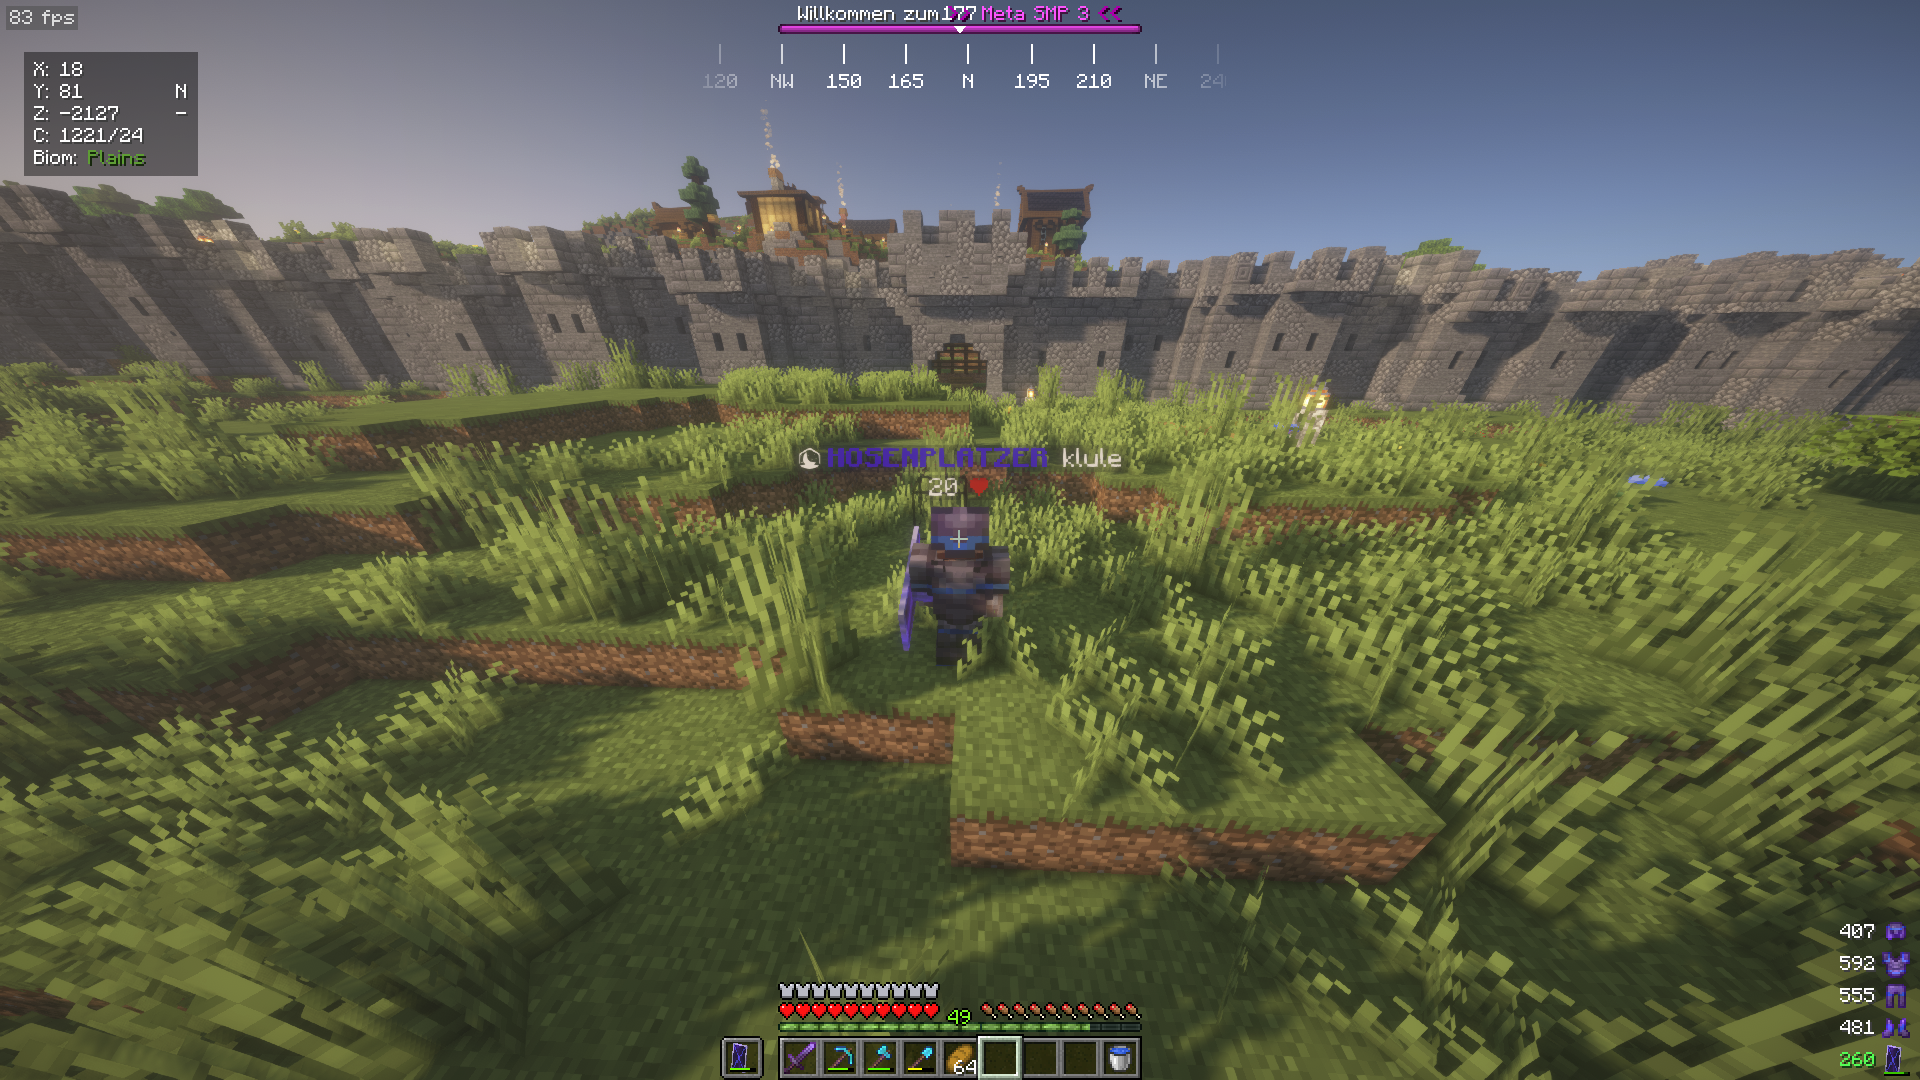 83 fps
Willkommen zum 177 Meta SMP 3 <<
X: 18
Y: 81 N
Z: -2127 -
C: 1221/24
Biom: Plains
120 NW 150 165 N 195 210 NE 24
HOSENPLATZER klule
20
49
64
407
592
555
481
260